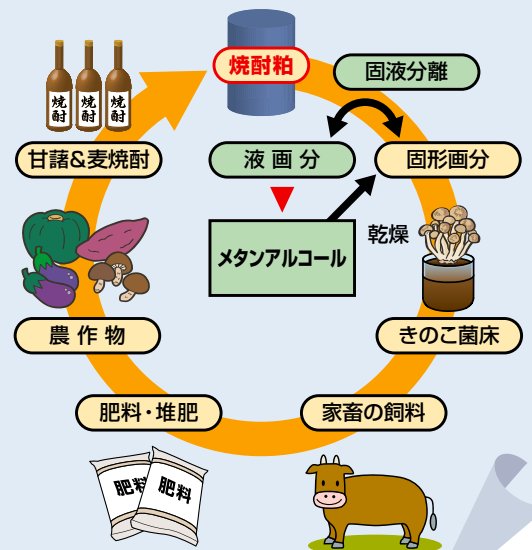 焼酎粕
固液分離
焼酎
焼酎
焼酎
甘藷&麦焼酎
液画分
固形画分
メタンアルコール
乾燥
農作物
きのこ菌床
肥料・堆肥
家畜の飼料
肥料
肥料